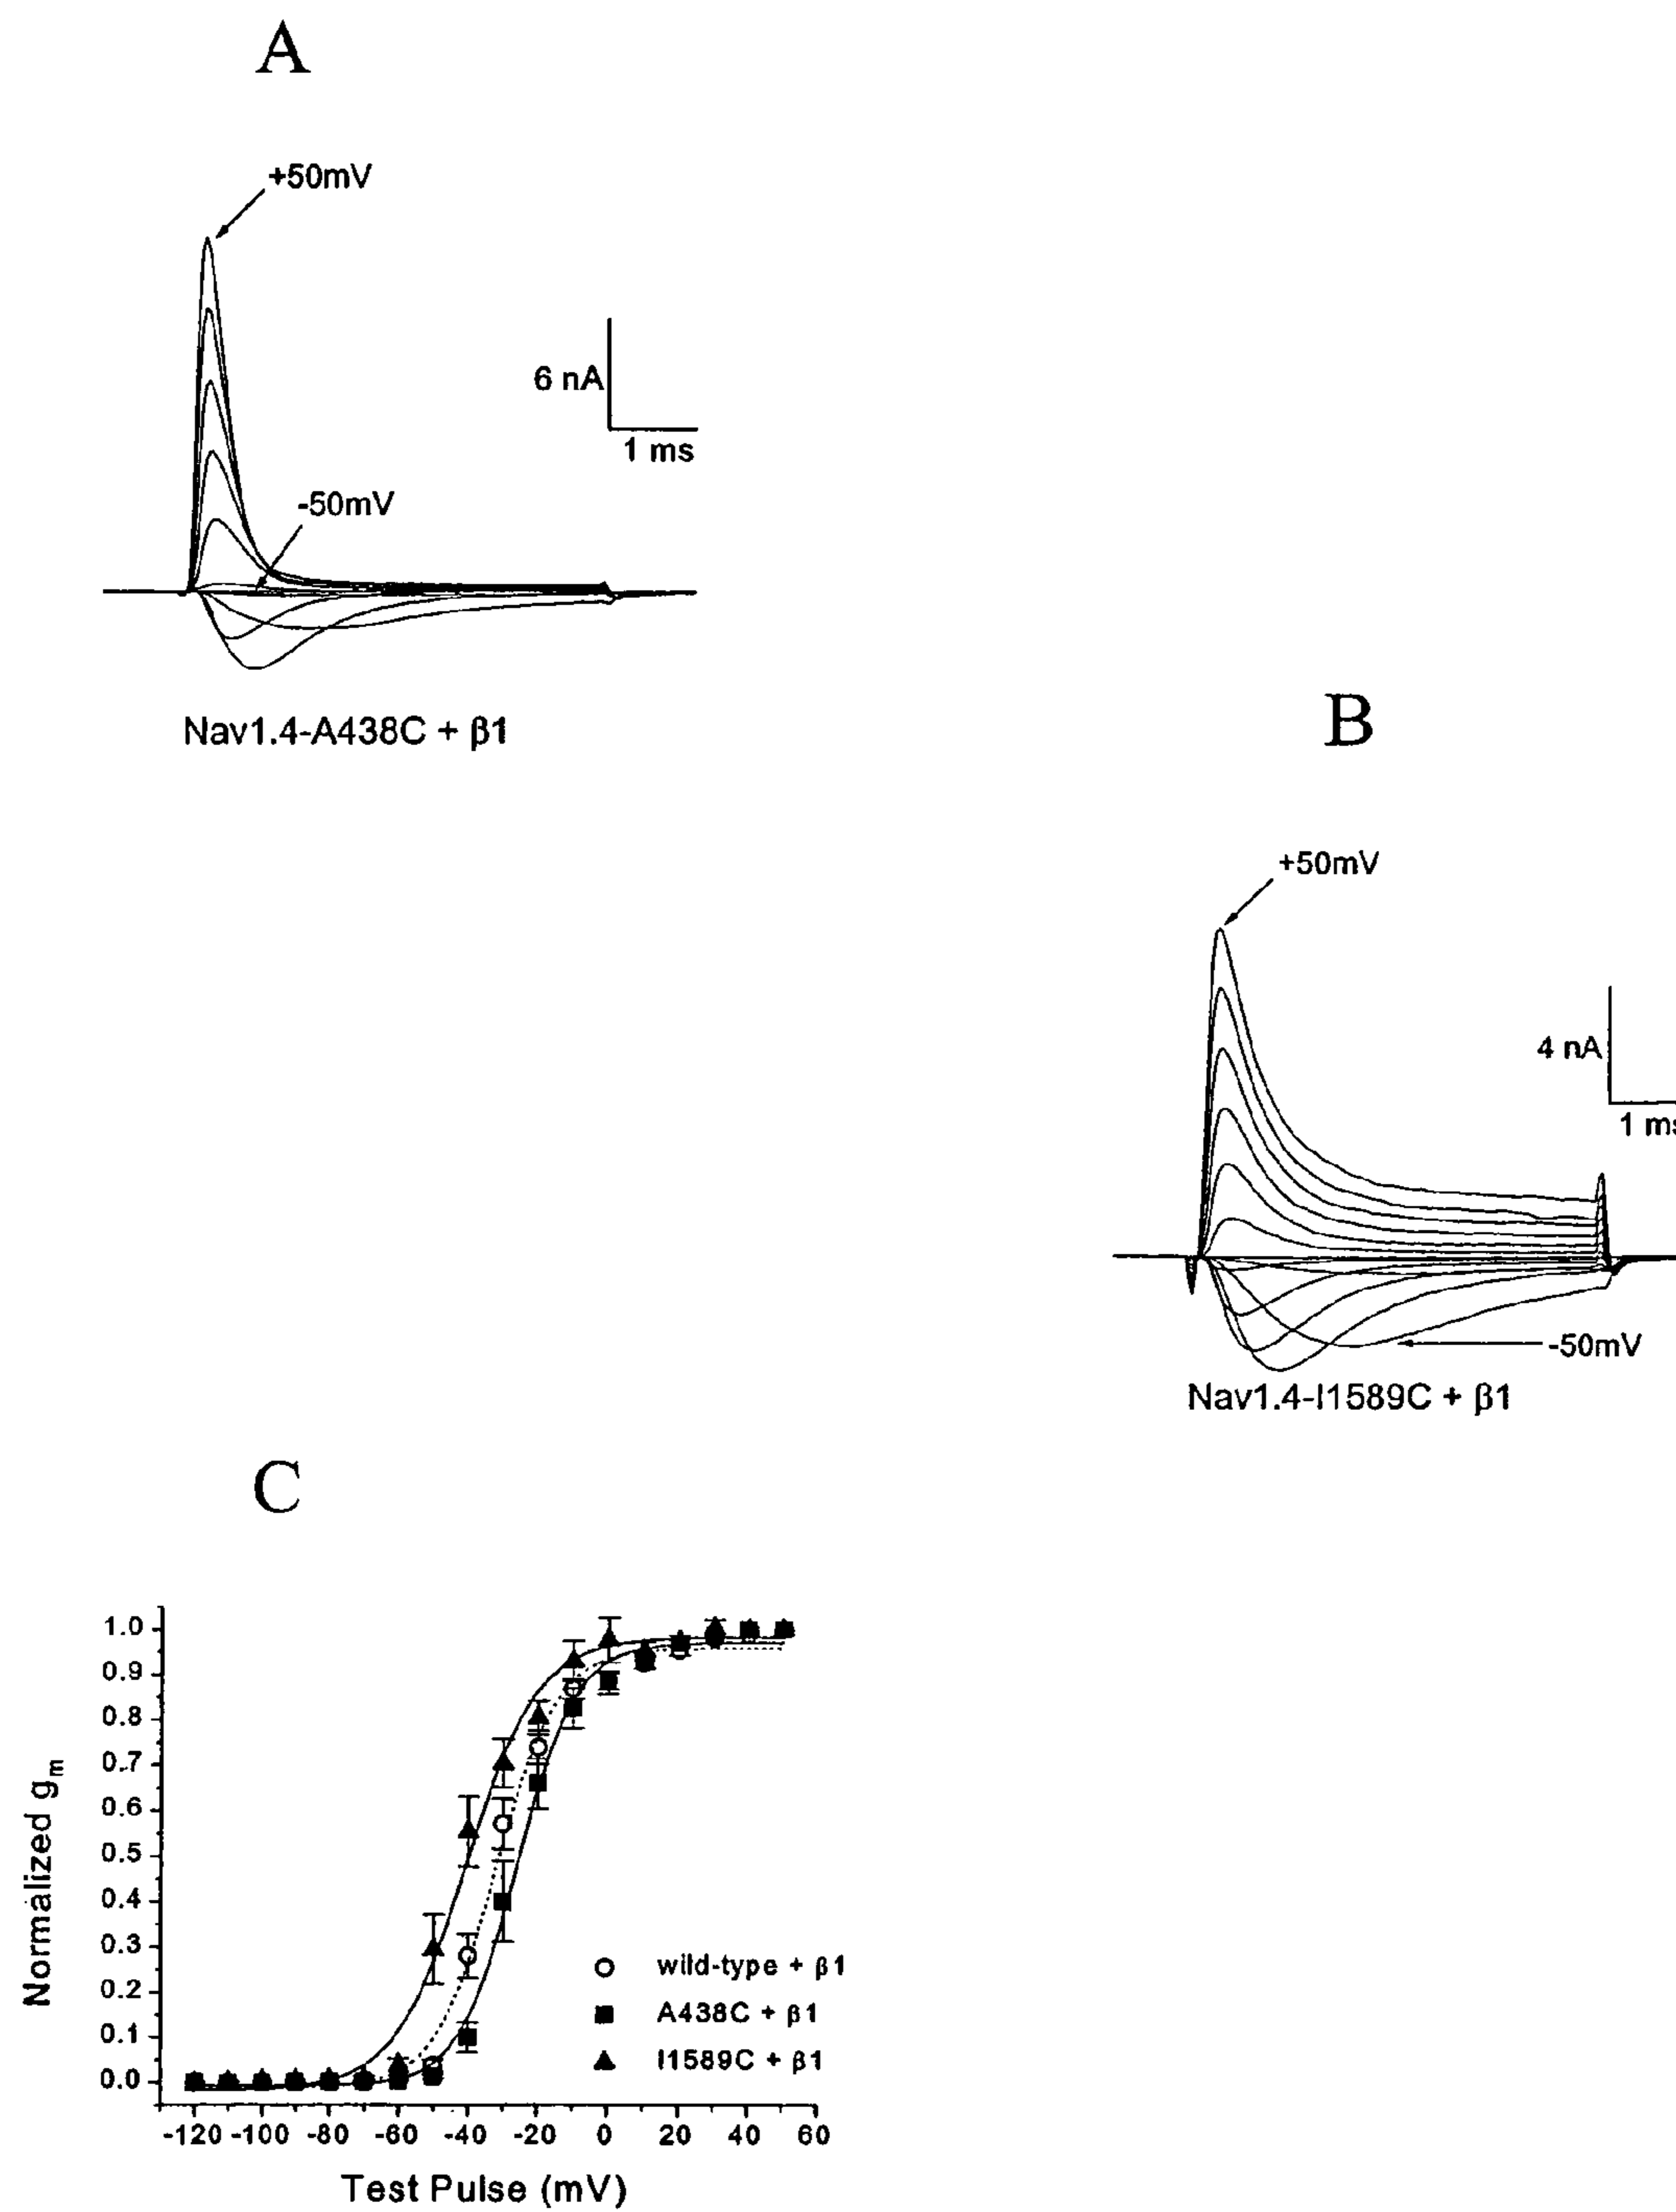 A
+50mV
6 nA
1 ms
-50mV
Nav1.4-A438C + β1
B
+50mV
4 nA
1 ms
-50mV
Nav1.4-I1589C + β1
C
1.0
0.9
0.8
0.7
0.6
0.5
0.4
0.3
0.2
0.1
0.0
Normalized gm
wild-type + β1
A438C + β1
I1589C + β1
-120 -100 -80 -60 -40 -20 0 20 40 60
Test Pulse (mV)